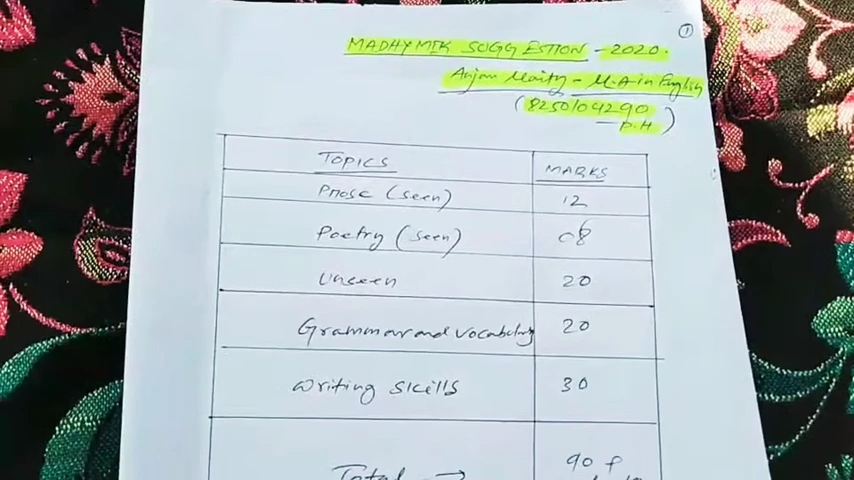 ①
MADHYMIK SUGGESTION - 2020.
Anjan Maity - M.A in English
(8250104290
P.H)
TOPICS MARKS
Prose (seen) 12
Poetry (seen) 08
Unseen 20
Grammar and vocabulary 20
Writing skills 30
Total → 90